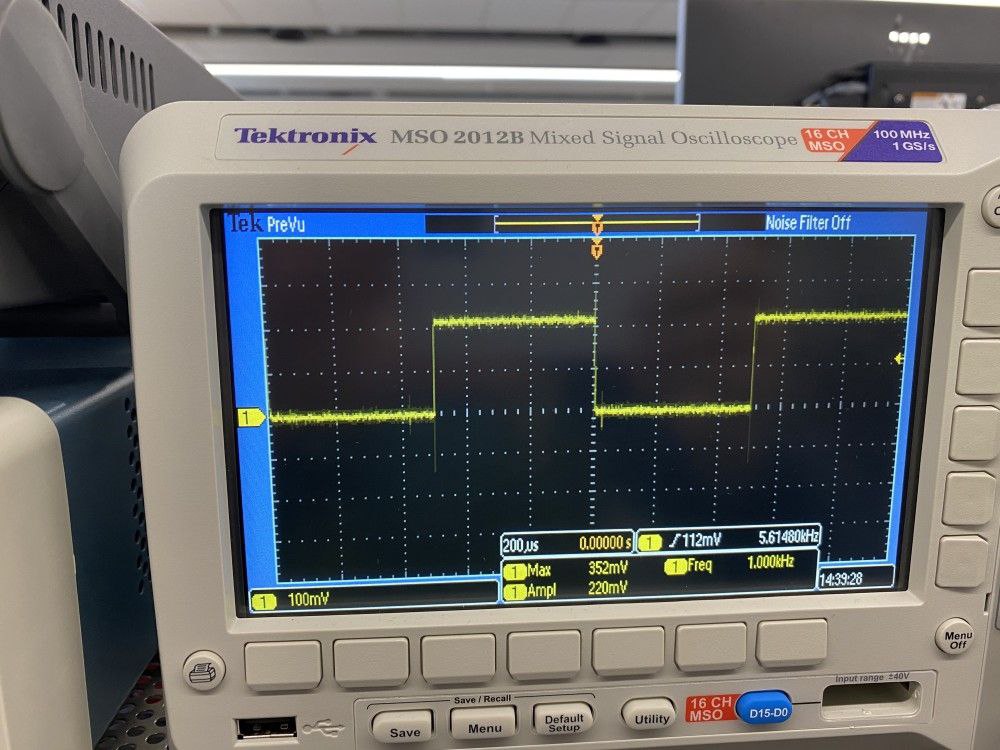 Tektronix MSO 2012B Mixed Signal Oscilloscope 16 CH MSO 100 MHz 1 GS/s
Tek PreVu Noise Filter Off
T
T
1
200µs 0.00000 s 1 112mV 5.61480kHz
1 Max 352mV 1 Freq 1.000kHz
1 Ampl 220mV
14:39:28
1 100mV
Menu Off
Input range ±40V
Save / Recall
Save Menu Default Setup Utility 16 CH MSO D15-D0